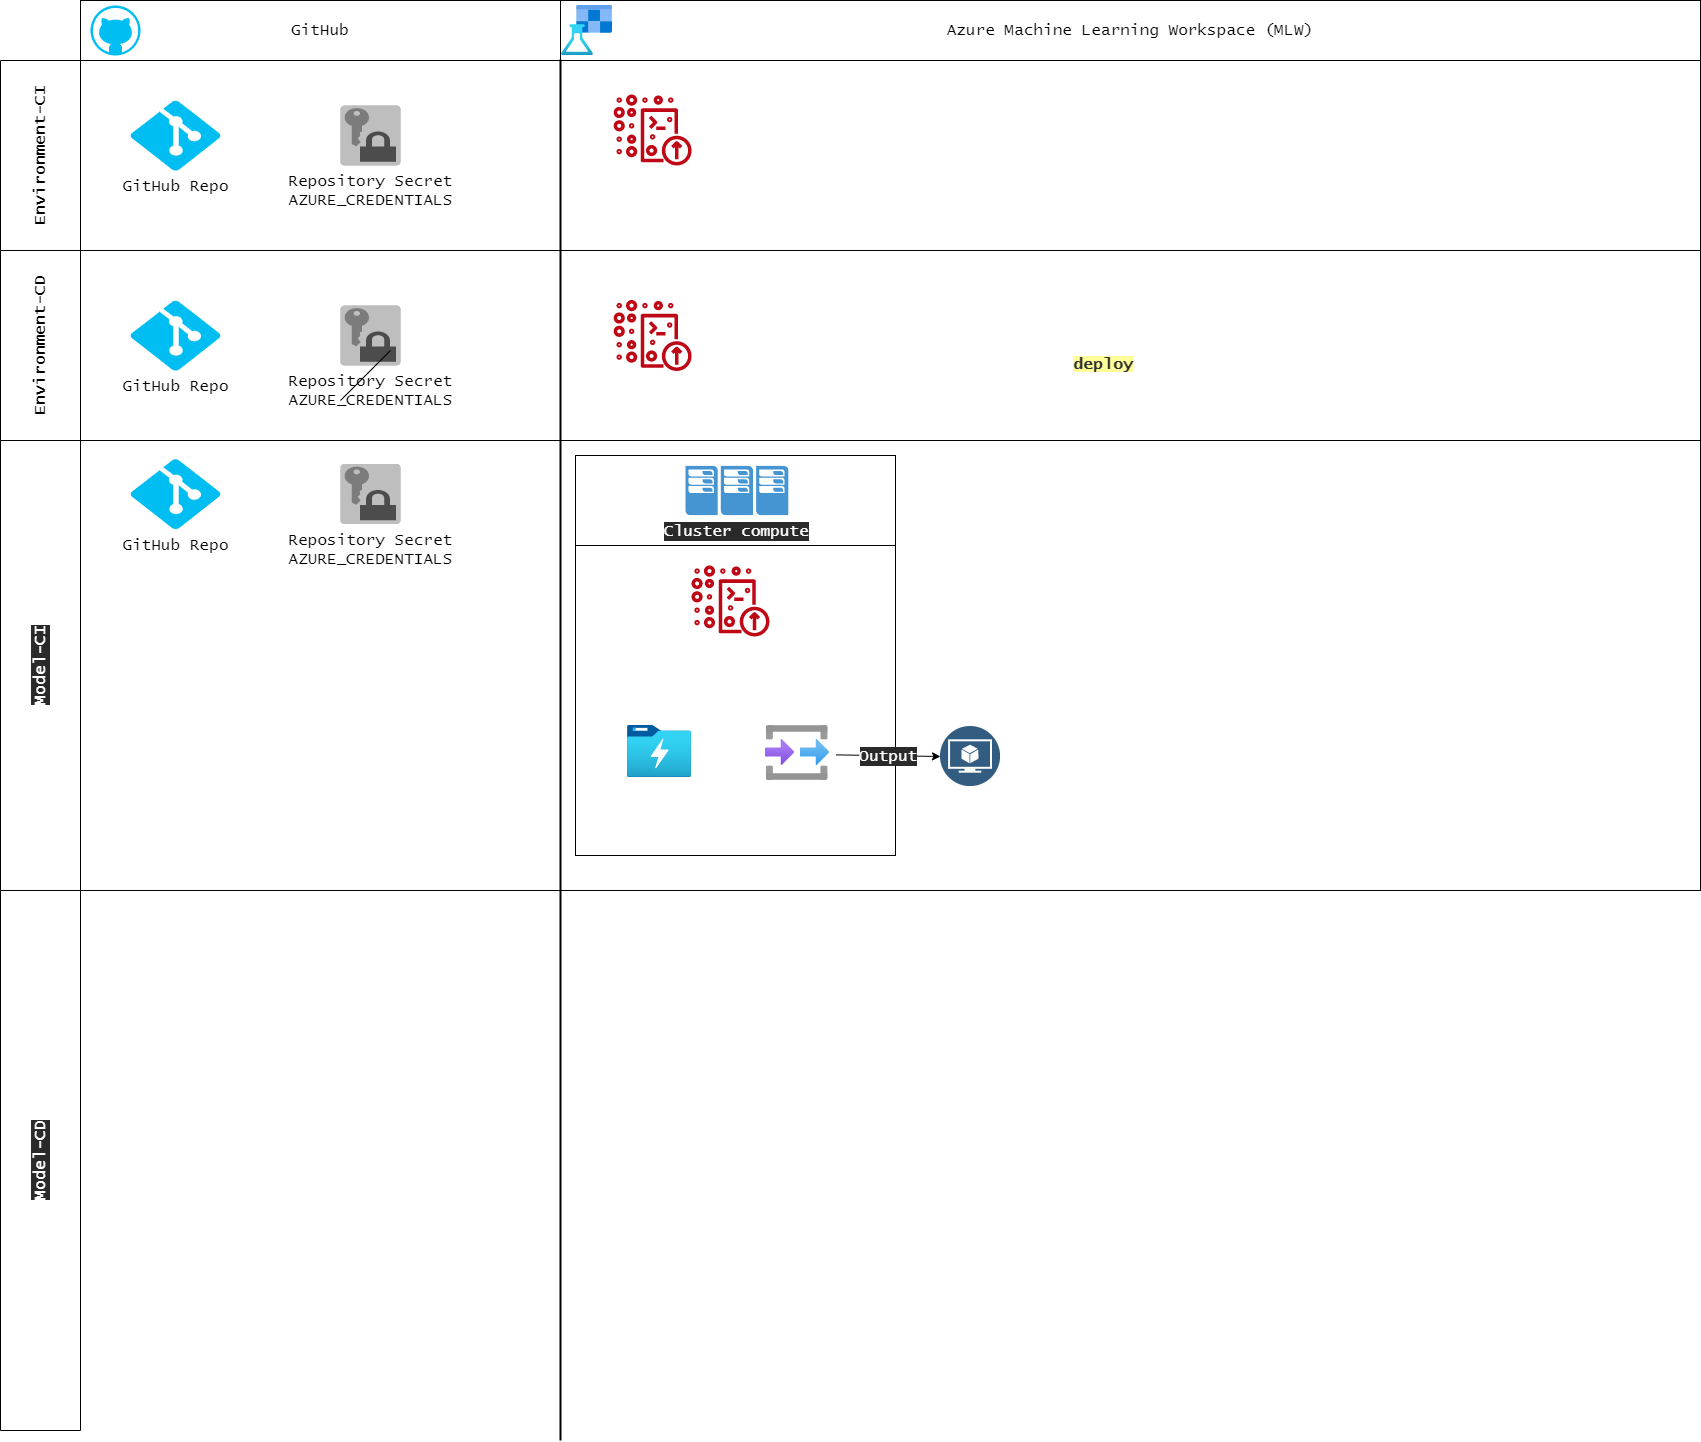 GitHub
Azure Machine Learning Workspace (MLW)
Environment-CI
GitHub Repo
Repository Secret
AZURE_CREDENTIALS
Environment-CD
GitHub Repo
Repository Secret
AZURE_CREDENTIALS
deploy
Model-CI
GitHub Repo
Repository Secret
AZURE_CREDENTIALS
Cluster compute
Output
Model-CD